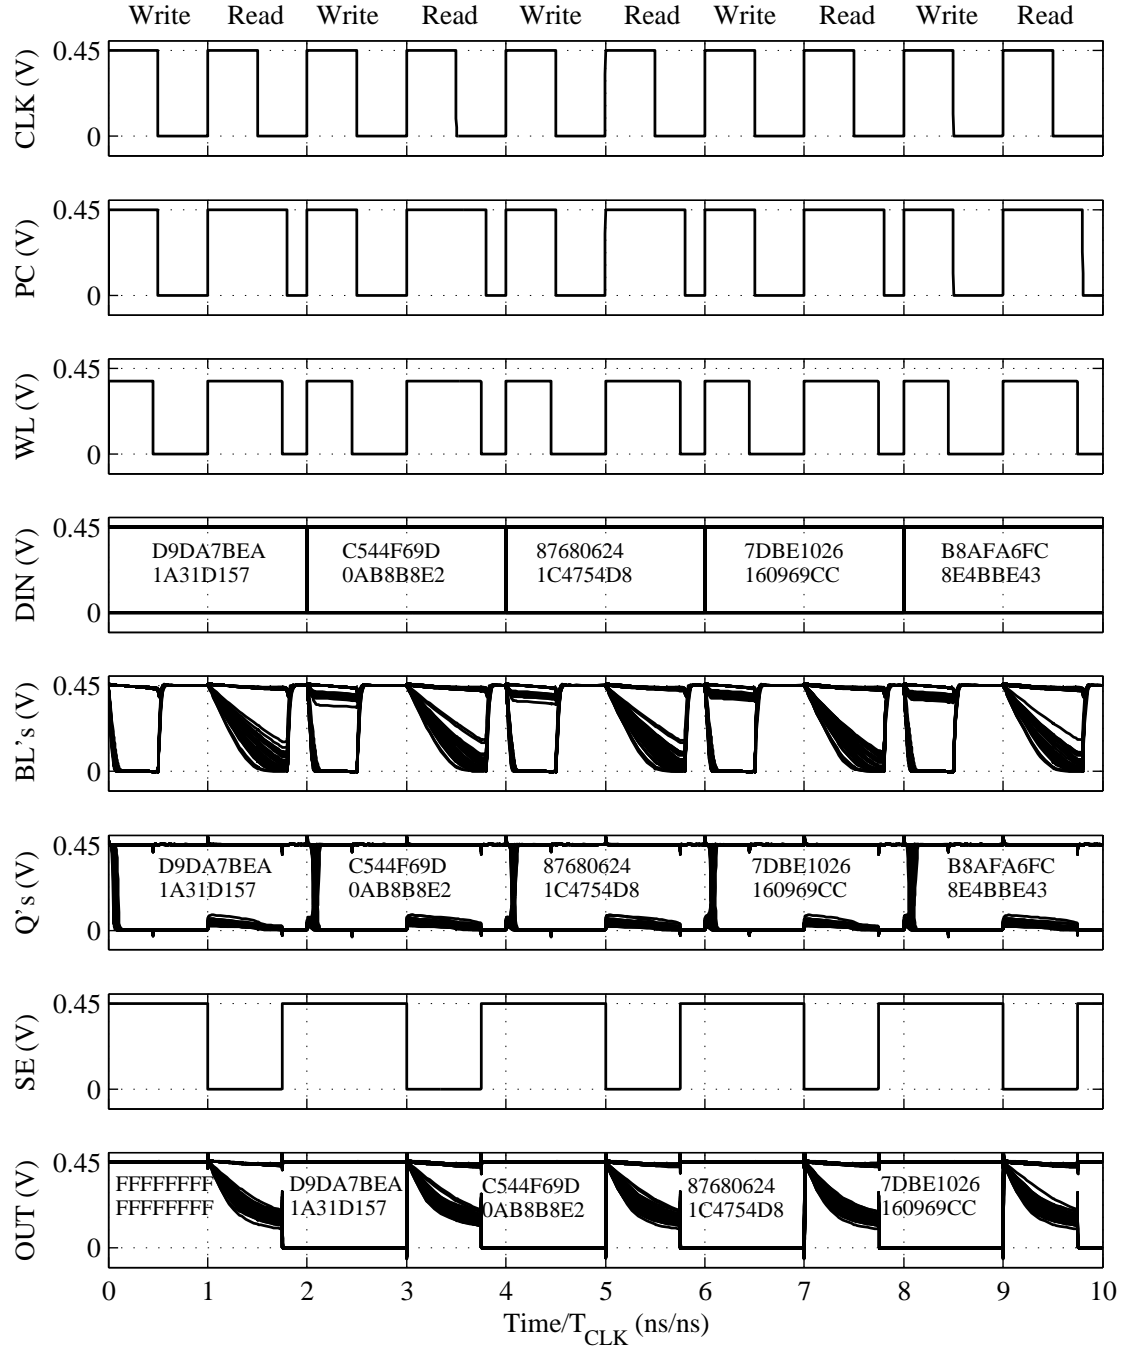 Write Read Write Read Write Read Write Read Write Read
CLK (V)
0.45
0
PC (V)
0.45
0
WL (V)
0.45
0
DIN (V)
0.45
0
D9DA7BEA C544F69D 87680624 7DBE1026 B8AFA6FC
1A31D157 0AB8B8E2 1C4754D8 160969CC 8E4BBE43
BL's (V)
0.45
0
Q's (V)
0.45
0
D9DA7BEA C544F69D 87680624 7DBE1026 B8AFA6FC
1A31D157 0AB8B8E2 1C4754D8 160969CC 8E4BBE43
SE (V)
0.45
0
OUT (V)
0.45
0
FFFFFFFF D9DA7BEA C544F69D 87680624 7DBE1026
FFFFFFFF 1A31D157 0AB8B8E2 1C4754D8 160969CC
0 1 2 3 4 5 6 7 8 9 10
Time/T_CLK (ns/ns)